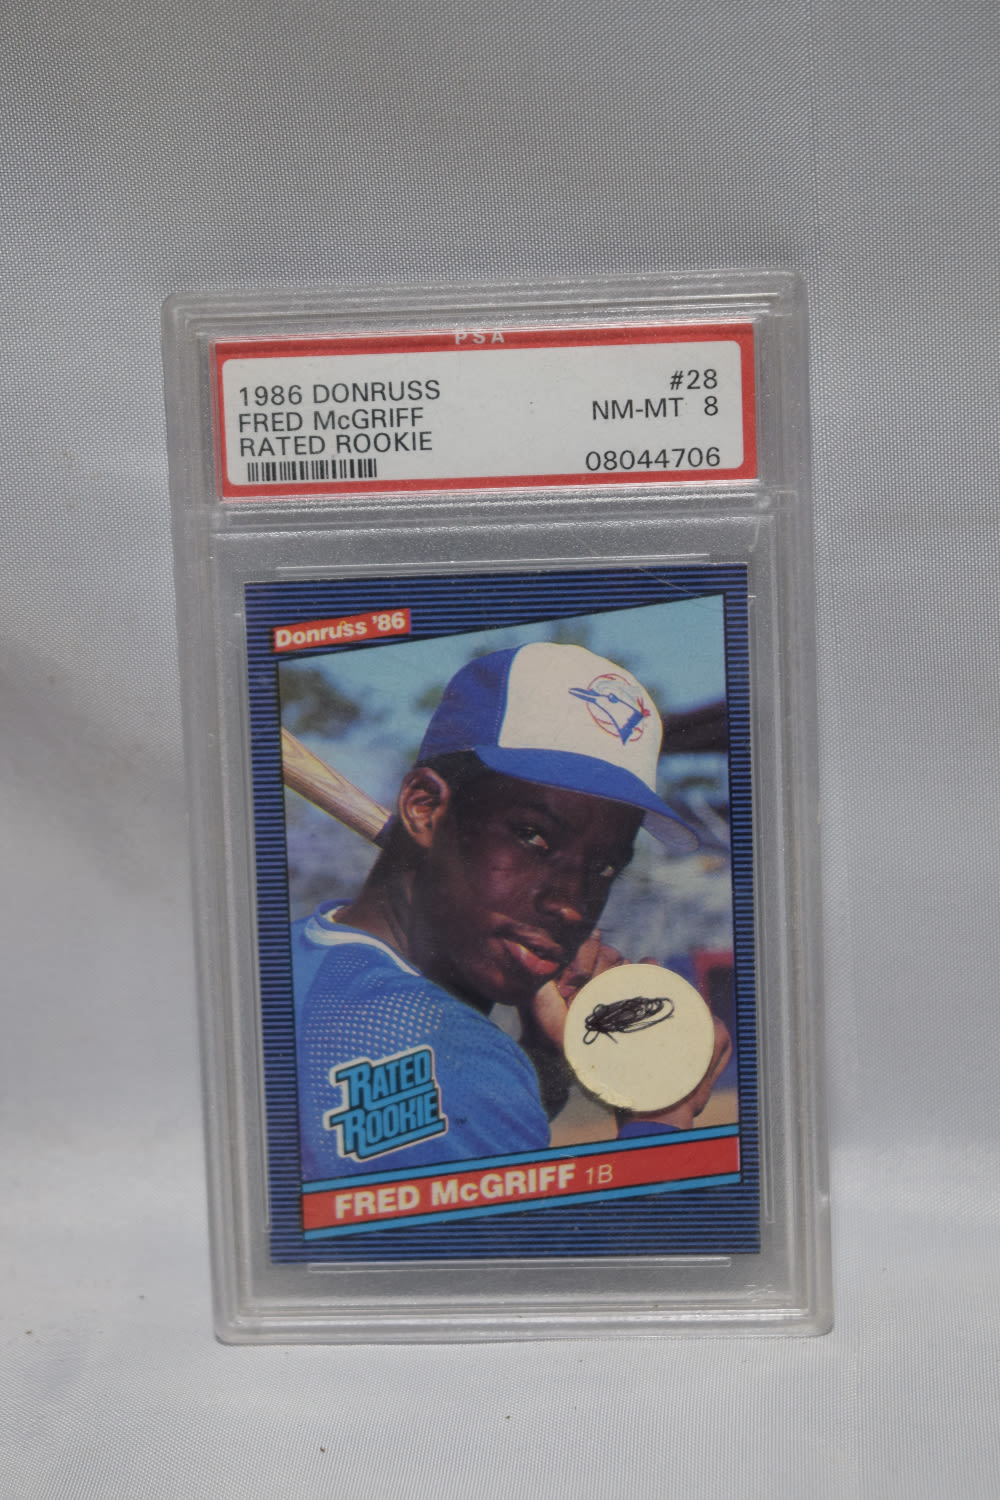 PSA
1986 DONRUSS #28
FRED McGRIFF NM-MT 8
RATED ROOKIE 08044706
Donruss '86
RATED
ROOKIE ™
FRED McGRIFF 1B